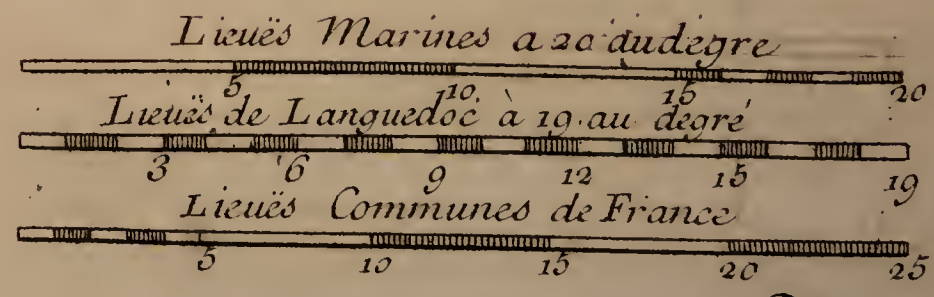 Lieuës Marines a 20 au degre
5 10 15 20
Lieuës de Languedoc à 19. au degré
3 6 9 12 15 19
Lieuës Communes de France
5 10 15 20 25